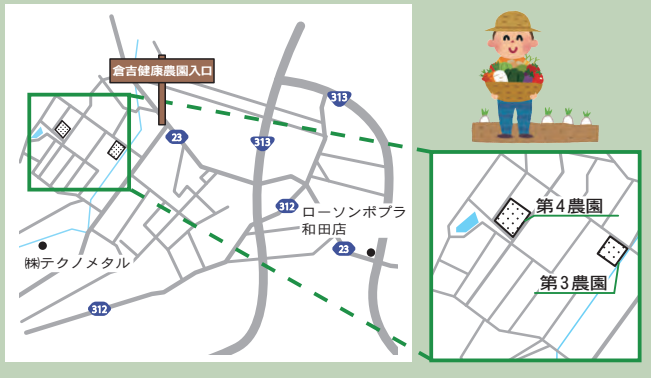 倉吉健康農園入口
313
23
313
312
ローソンポプラ
和田店
23
㈱テクノメタル
312
第4農園
第3農園